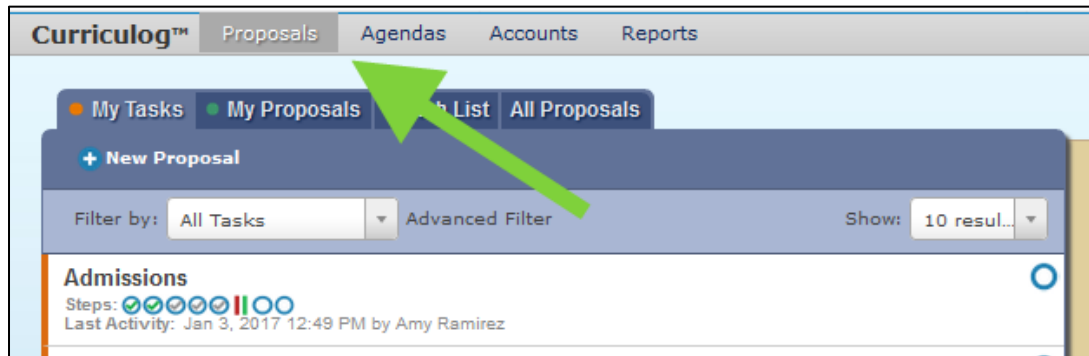 Curriculog™ Proposals Agendas Accounts Reports
My Tasks My Proposals List All Proposals
New Proposal
Filter by: All Tasks Advanced Filter Show: 10 resul...
Admissions
Steps:
Last Activity: Jan 3, 2017 12:49 PM by Amy Ramirez